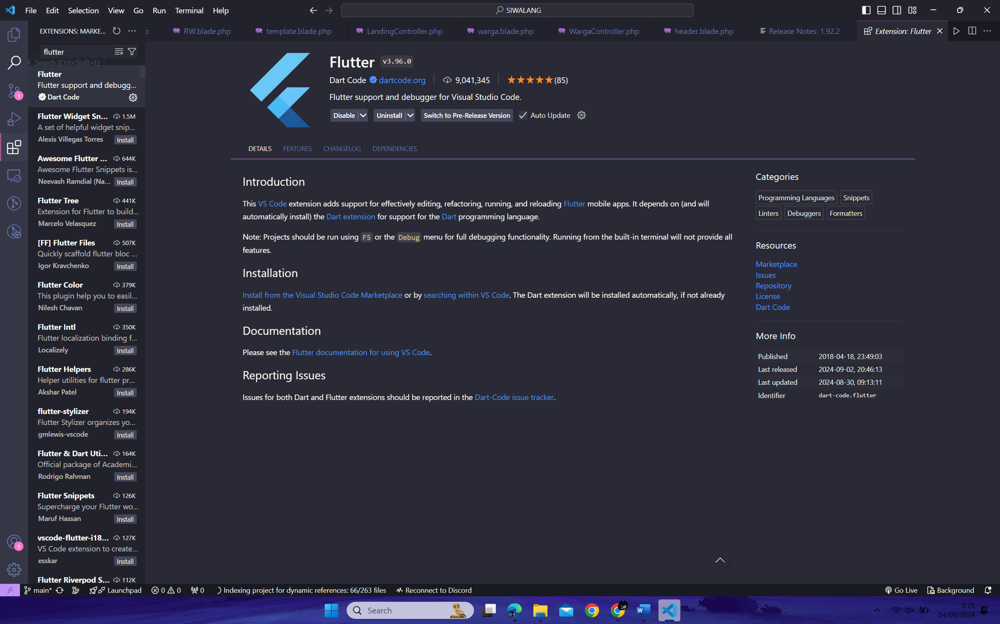 File Edit Selection View Go Run Terminal Help
SIWALANG
EXTENSIONS: MARKE...
RW.blade.php
template.blade.php
LandingController.php
warga.blade.php
WargaController.php
header.blade.php
Release Notes: 1.92.2
Extension: Flutter
flutter
Search (Ctrl+Shift+F)
Flutter
Flutter support and debugg...
Dart Code
Flutter Widget Sn... 1.5M
A set of helpful widget snip...
Alexis Villegas Torres Install
Awesome Flutter ... 644K
Awesome Flutter Snippets is...
Neevash Ramdial (Na... Install
Flutter Tree 441K
Extension for Flutter to build...
Marcelo Velasquez Install
[FF] Flutter Files 507K
Quickly scaffold flutter bloc ...
Igor Kravchenko Install
Flutter Color 379K
This plugin help you to easil...
Nilesh Chavan Install
Flutter Intl 350K
Flutter localization binding f...
Localizely Install
Flutter Helpers 286K
Helper utilities for flutter pr...
Akshar Patel Install
flutter-stylizer 194K
Flutter Stylizer organizes yo...
gmlewis-vscode Install
Flutter & Dart Uti... 164K
Official package of Academi...
Rodrigo Rahman Install
Flutter Snippets 126K
Supercharge your Flutter wo...
Maruf Hassan Install
vscode-flutter-i18... 127K
VS Code extension to create...
esskar Install
Flutter Riverpod S... 112K
1
1
Flutter v3.96.0
Dart Code dartcode.org 9,041,345 (85)
Flutter support and debugger for Visual Studio Code.
Disable Uninstall Switch to Pre-Release Version Auto Update
DETAILS FEATURES CHANGELOG DEPENDENCIES
Introduction
This VS Code extension adds support for effectively editing, refactoring, running, and reloading Flutter mobile apps. It depends on (and will
automatically install) the Dart extension for support for the Dart programming language.
Note: Projects should be run using F5 or the Debug menu for full debugging functionality. Running from the built-in terminal will not provide all
features.
Installation
Install from the Visual Studio Code Marketplace or by searching within VS Code. The Dart extension will be installed automatically, if not already
installed.
Documentation
Please see the Flutter documentation for using VS Code.
Reporting Issues
Issues for both Dart and Flutter extensions should be reported in the Dart-Code issue tracker.
Categories
Programming Languages Snippets
Linters Debuggers Formatters
Resources
Marketplace
Issues
Repository
License
Dart Code
More Info
Published 2018-04-18, 23:49:03
Last released 2024-09-02, 20:46:13
Last updated 2024-08-30, 09:13:11
Identifier dart-code.flutter
main* Launchpad 0 0 0 Indexing project for dynamic references: 66/263 files Reconnect to Discord Go Live Background
Search
8:26
04/09/2024